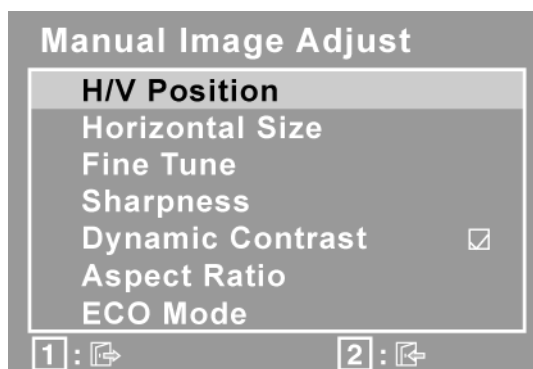 Manual Image Adjust
H/V Position
Horizontal Size
Fine Tune
Sharpness
Dynamic Contrast
Aspect Ratio
ECO Mode
1 : 2 :